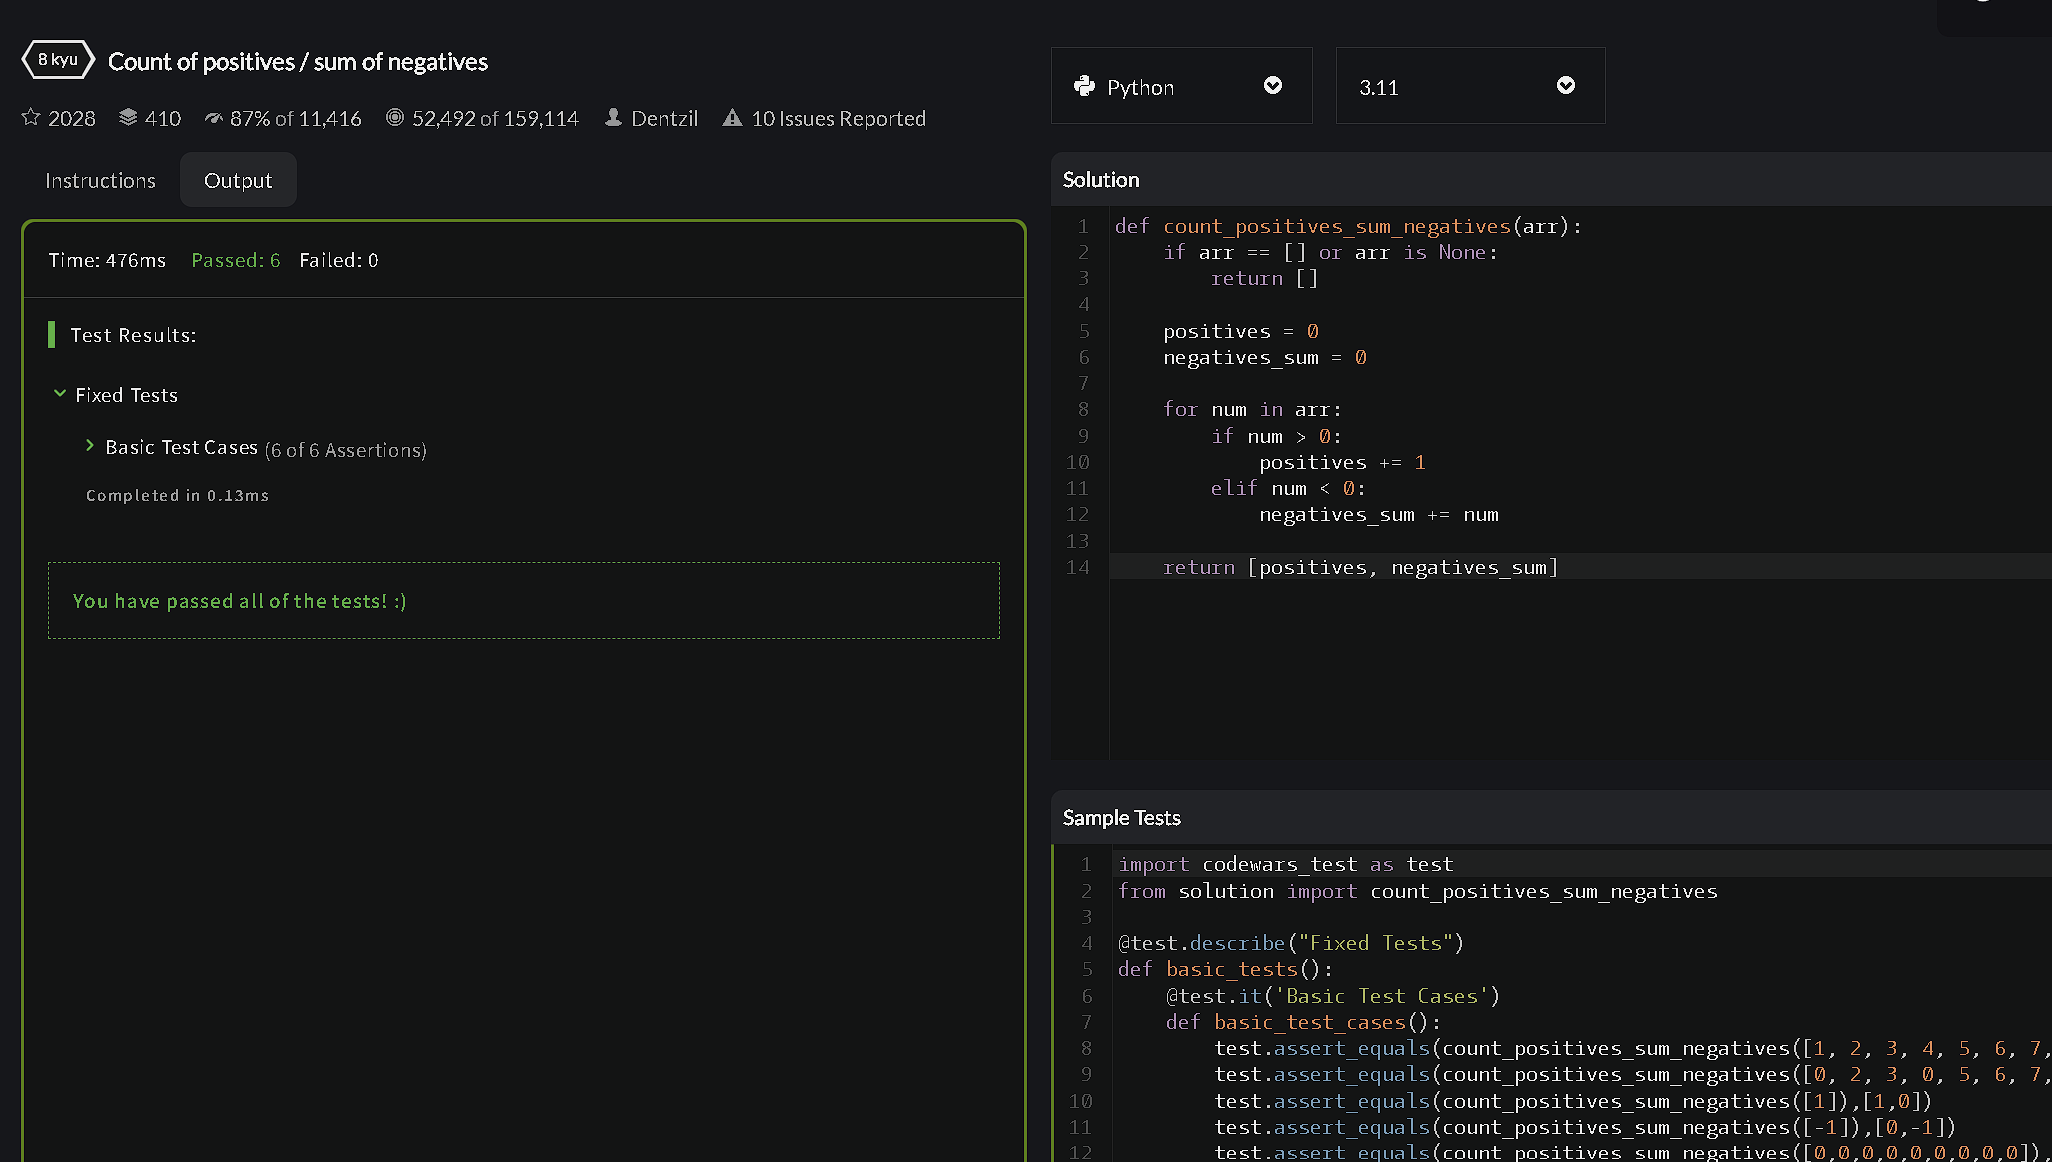 8 kyu
Count of positives / sum of negatives
2028 410 87% of 11,416 52,492 of 159,114 Dentzil 10 Issues Reported
Instructions Output
Time: 476ms Passed: 6 Failed: 0
Test Results:
Fixed Tests
Basic Test Cases (6 of 6 Assertions)
Completed in 0.13ms
You have passed all of the tests! :)
Python
3.11
Solution
1 def count_positives_sum_negatives(arr):
2     if arr == [] or arr is None:
3         return []
4
5     positives = 0
6     negatives_sum = 0
7
8     for num in arr:
9         if num > 0:
10             positives += 1
11         elif num < 0:
12             negatives_sum += num
13
14     return [positives, negatives_sum]
Sample Tests
1 import codewars_test as test
2 from solution import count_positives_sum_negatives
3
4 @test.describe("Fixed Tests")
5 def basic_tests():
6     @test.it('Basic Test Cases')
7     def basic_test_cases():
8         test.assert_equals(count_positives_sum_negatives([1, 2, 3, 4, 5, 6, 7,
9         test.assert_equals(count_positives_sum_negatives([0, 2, 3, 0, 5, 6, 7,
10         test.assert_equals(count_positives_sum_negatives([1]),[1,0])
11         test.assert_equals(count_positives_sum_negatives([-1]),[0,-1])
12         test.assert_equals(count_positives_sum_negatives([0,0,0,0,0,0,0,0,0]),